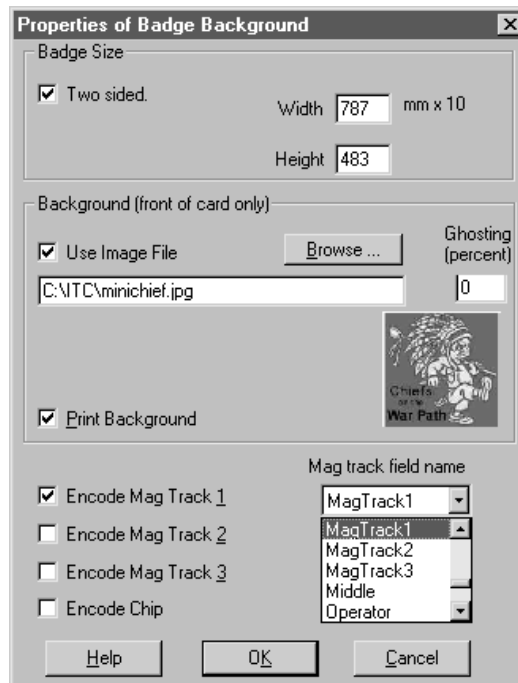 Properties of Badge Background
Badge Size
Two sided.
Width 787 mm x 10
Height 483
Background (front of card only)
Use Image File
Browse ...
Ghosting
(percent)
C:\ITC\minichief.jpg
0
Chiefs
on the
War Path
Print Background
Mag track field name
Encode Mag Track 1
MagTrack1
Encode Mag Track 2
Encode Mag Track 3
Encode Chip
MagTrack1
MagTrack2
MagTrack3
Middle
Operator
Help
OK
Cancel